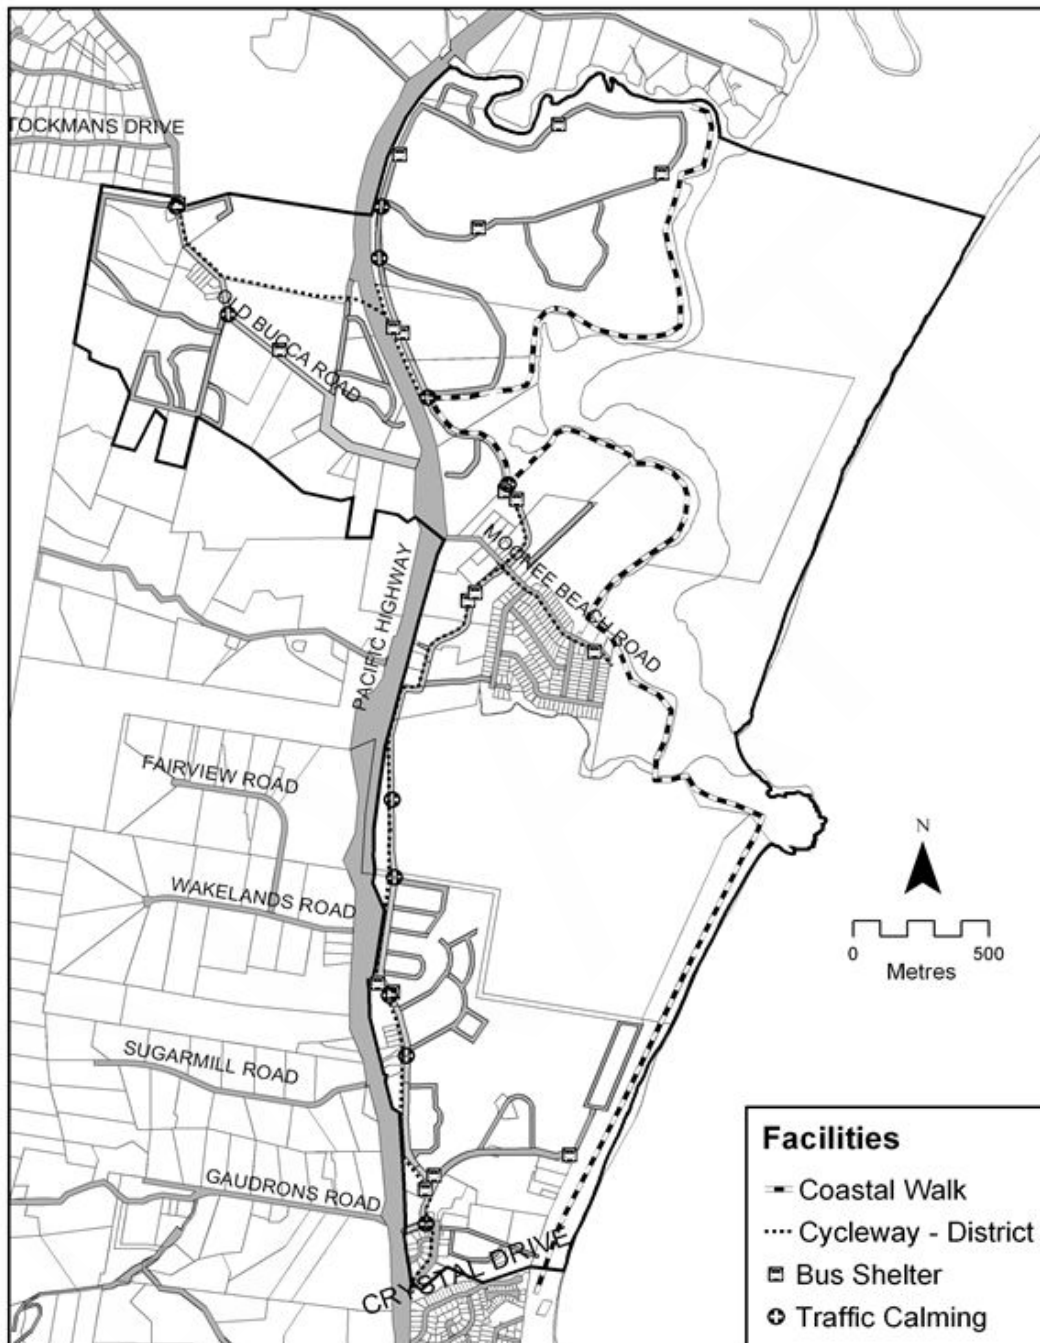 TOCKMANS DRIVE
OLD BUCCA ROAD
MOONEE BEACH ROAD
PACIFIC HIGHWAY
FAIRVIEW ROAD
WAKELANDS ROAD
N
0 500
Metres
SUGARMILL ROAD
GAUDRONS ROAD
CRYSTAL DRIVE
Facilities
Coastal Walk
Cycleway - District
Bus Shelter
Traffic Calming